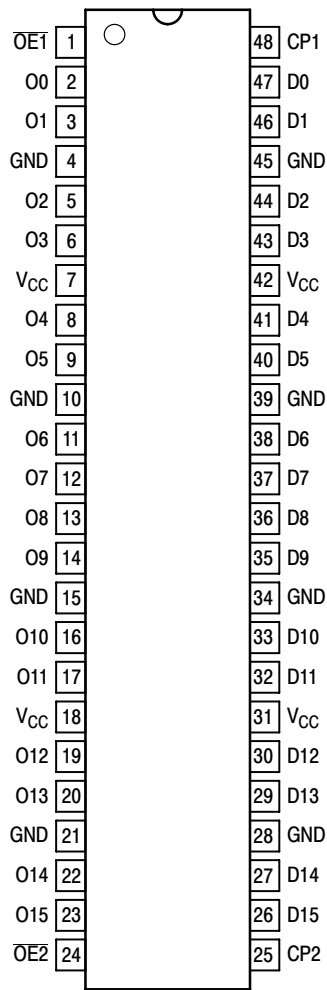 O̅E̅1̅ 1 48 CP1
O0 2 47 D0
O1 3 46 D1
GND 4 45 GND
O2 5 44 D2
O3 6 43 D3
VCC 7 42 VCC
O4 8 41 D4
O5 9 40 D5
GND 10 39 GND
O6 11 38 D6
O7 12 37 D7
O8 13 36 D8
O9 14 35 D9
GND 15 34 GND
O10 16 33 D10
O11 17 32 D11
VCC 18 31 VCC
O12 19 30 D12
O13 20 29 D13
GND 21 28 GND
O14 22 27 D14
O15 23 26 D15
O̅E̅2̅ 24 25 CP2